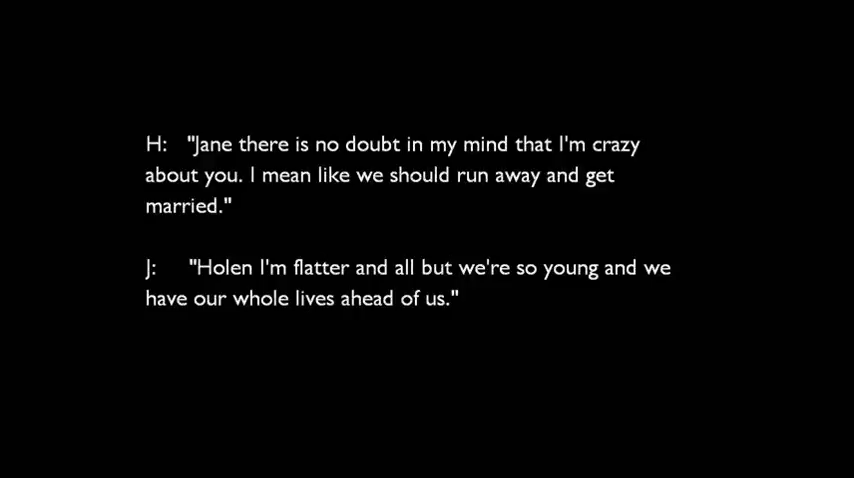 H: "Jane there is no doubt in my mind that I'm crazy
about you. I mean like we should run away and get
married."
J: "Holen I'm flatter and all but we're so young and we
have our whole lives ahead of us."